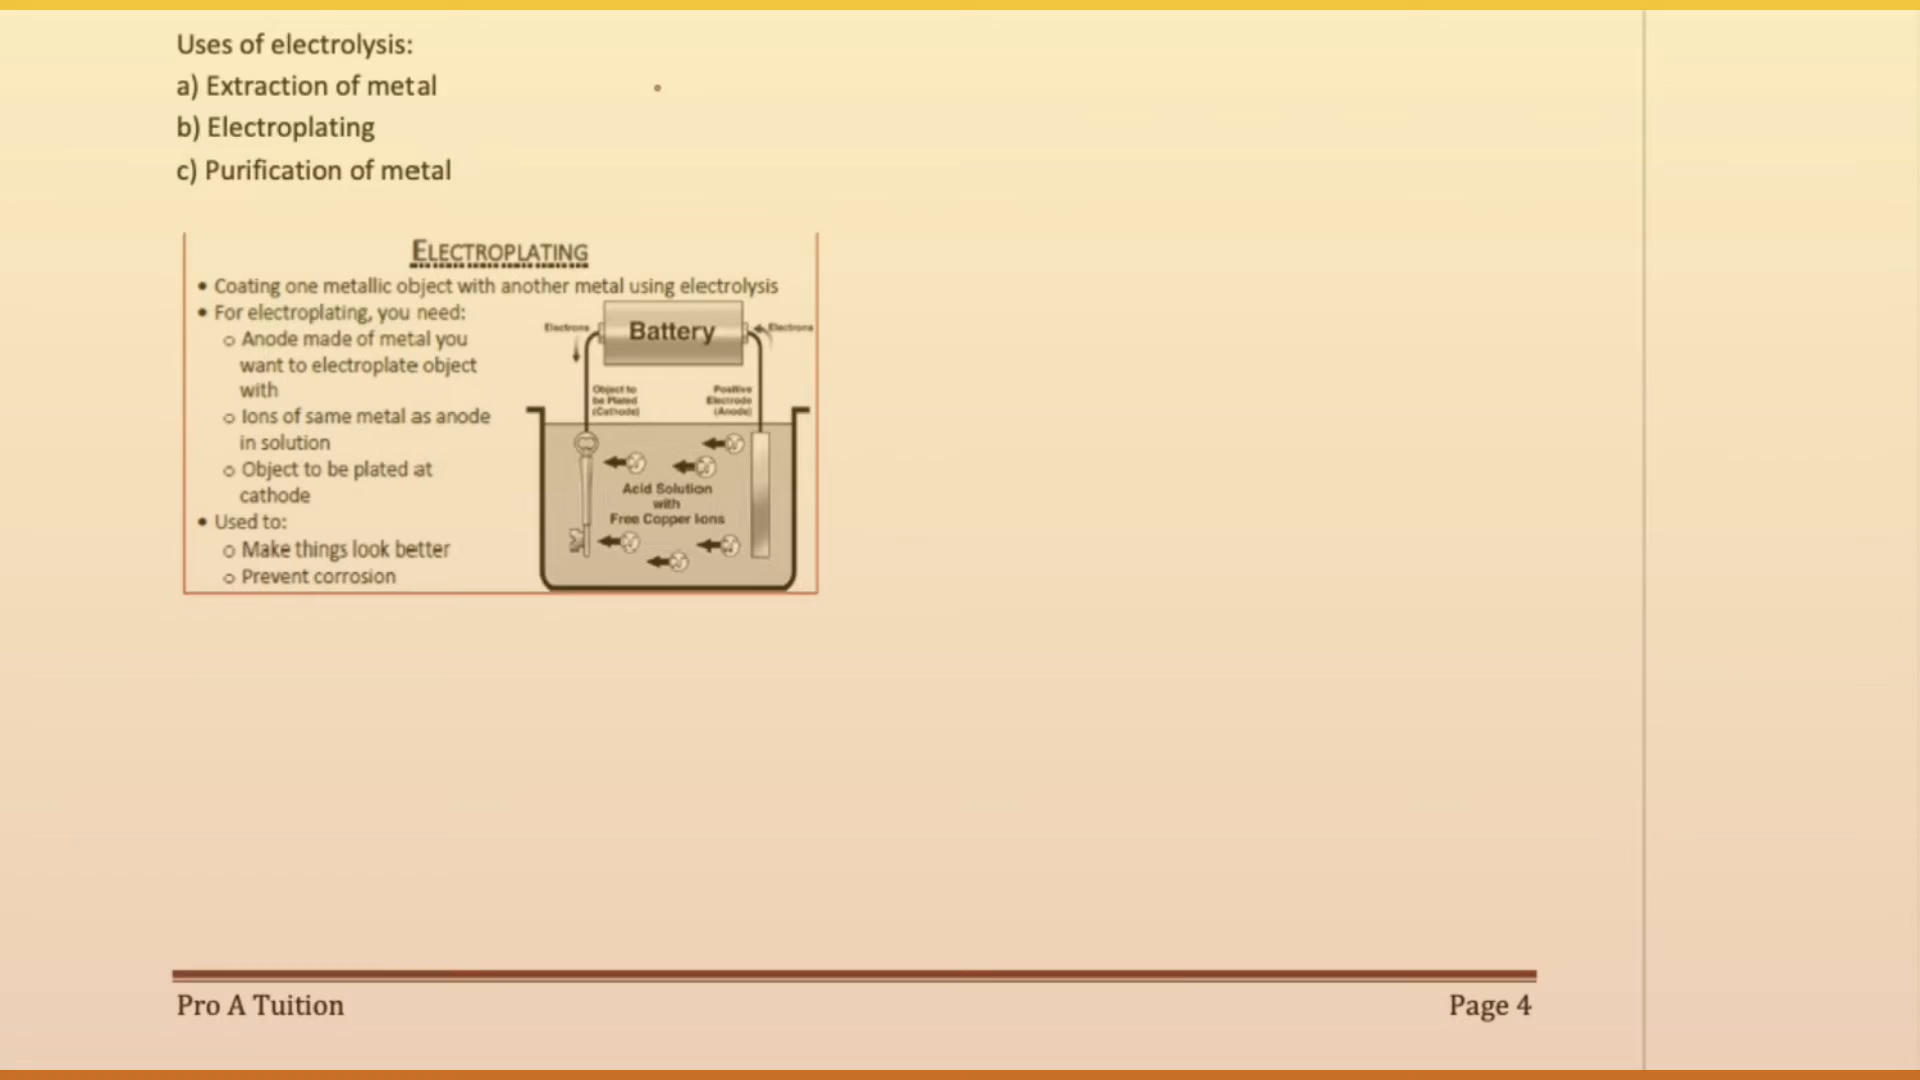 Uses of electrolysis:
a) Extraction of metal
b) Electroplating
c) Purification of metal
ELECTROPLATING
• Coating one metallic object with another metal using electrolysis
• For electroplating, you need:
o Anode made of metal you
want to electroplate object
with
o Ions of same metal as anode
in solution
o Object to be plated at
cathode
• Used to:
o Make things look better
o Prevent corrosion
Electrons
Battery
Electrons
Object to
be Plated
(Cathode)
Positive
Electrode
(Anode)
Acid Solution
with
Free Copper Ions
Pro A Tuition
Page 4